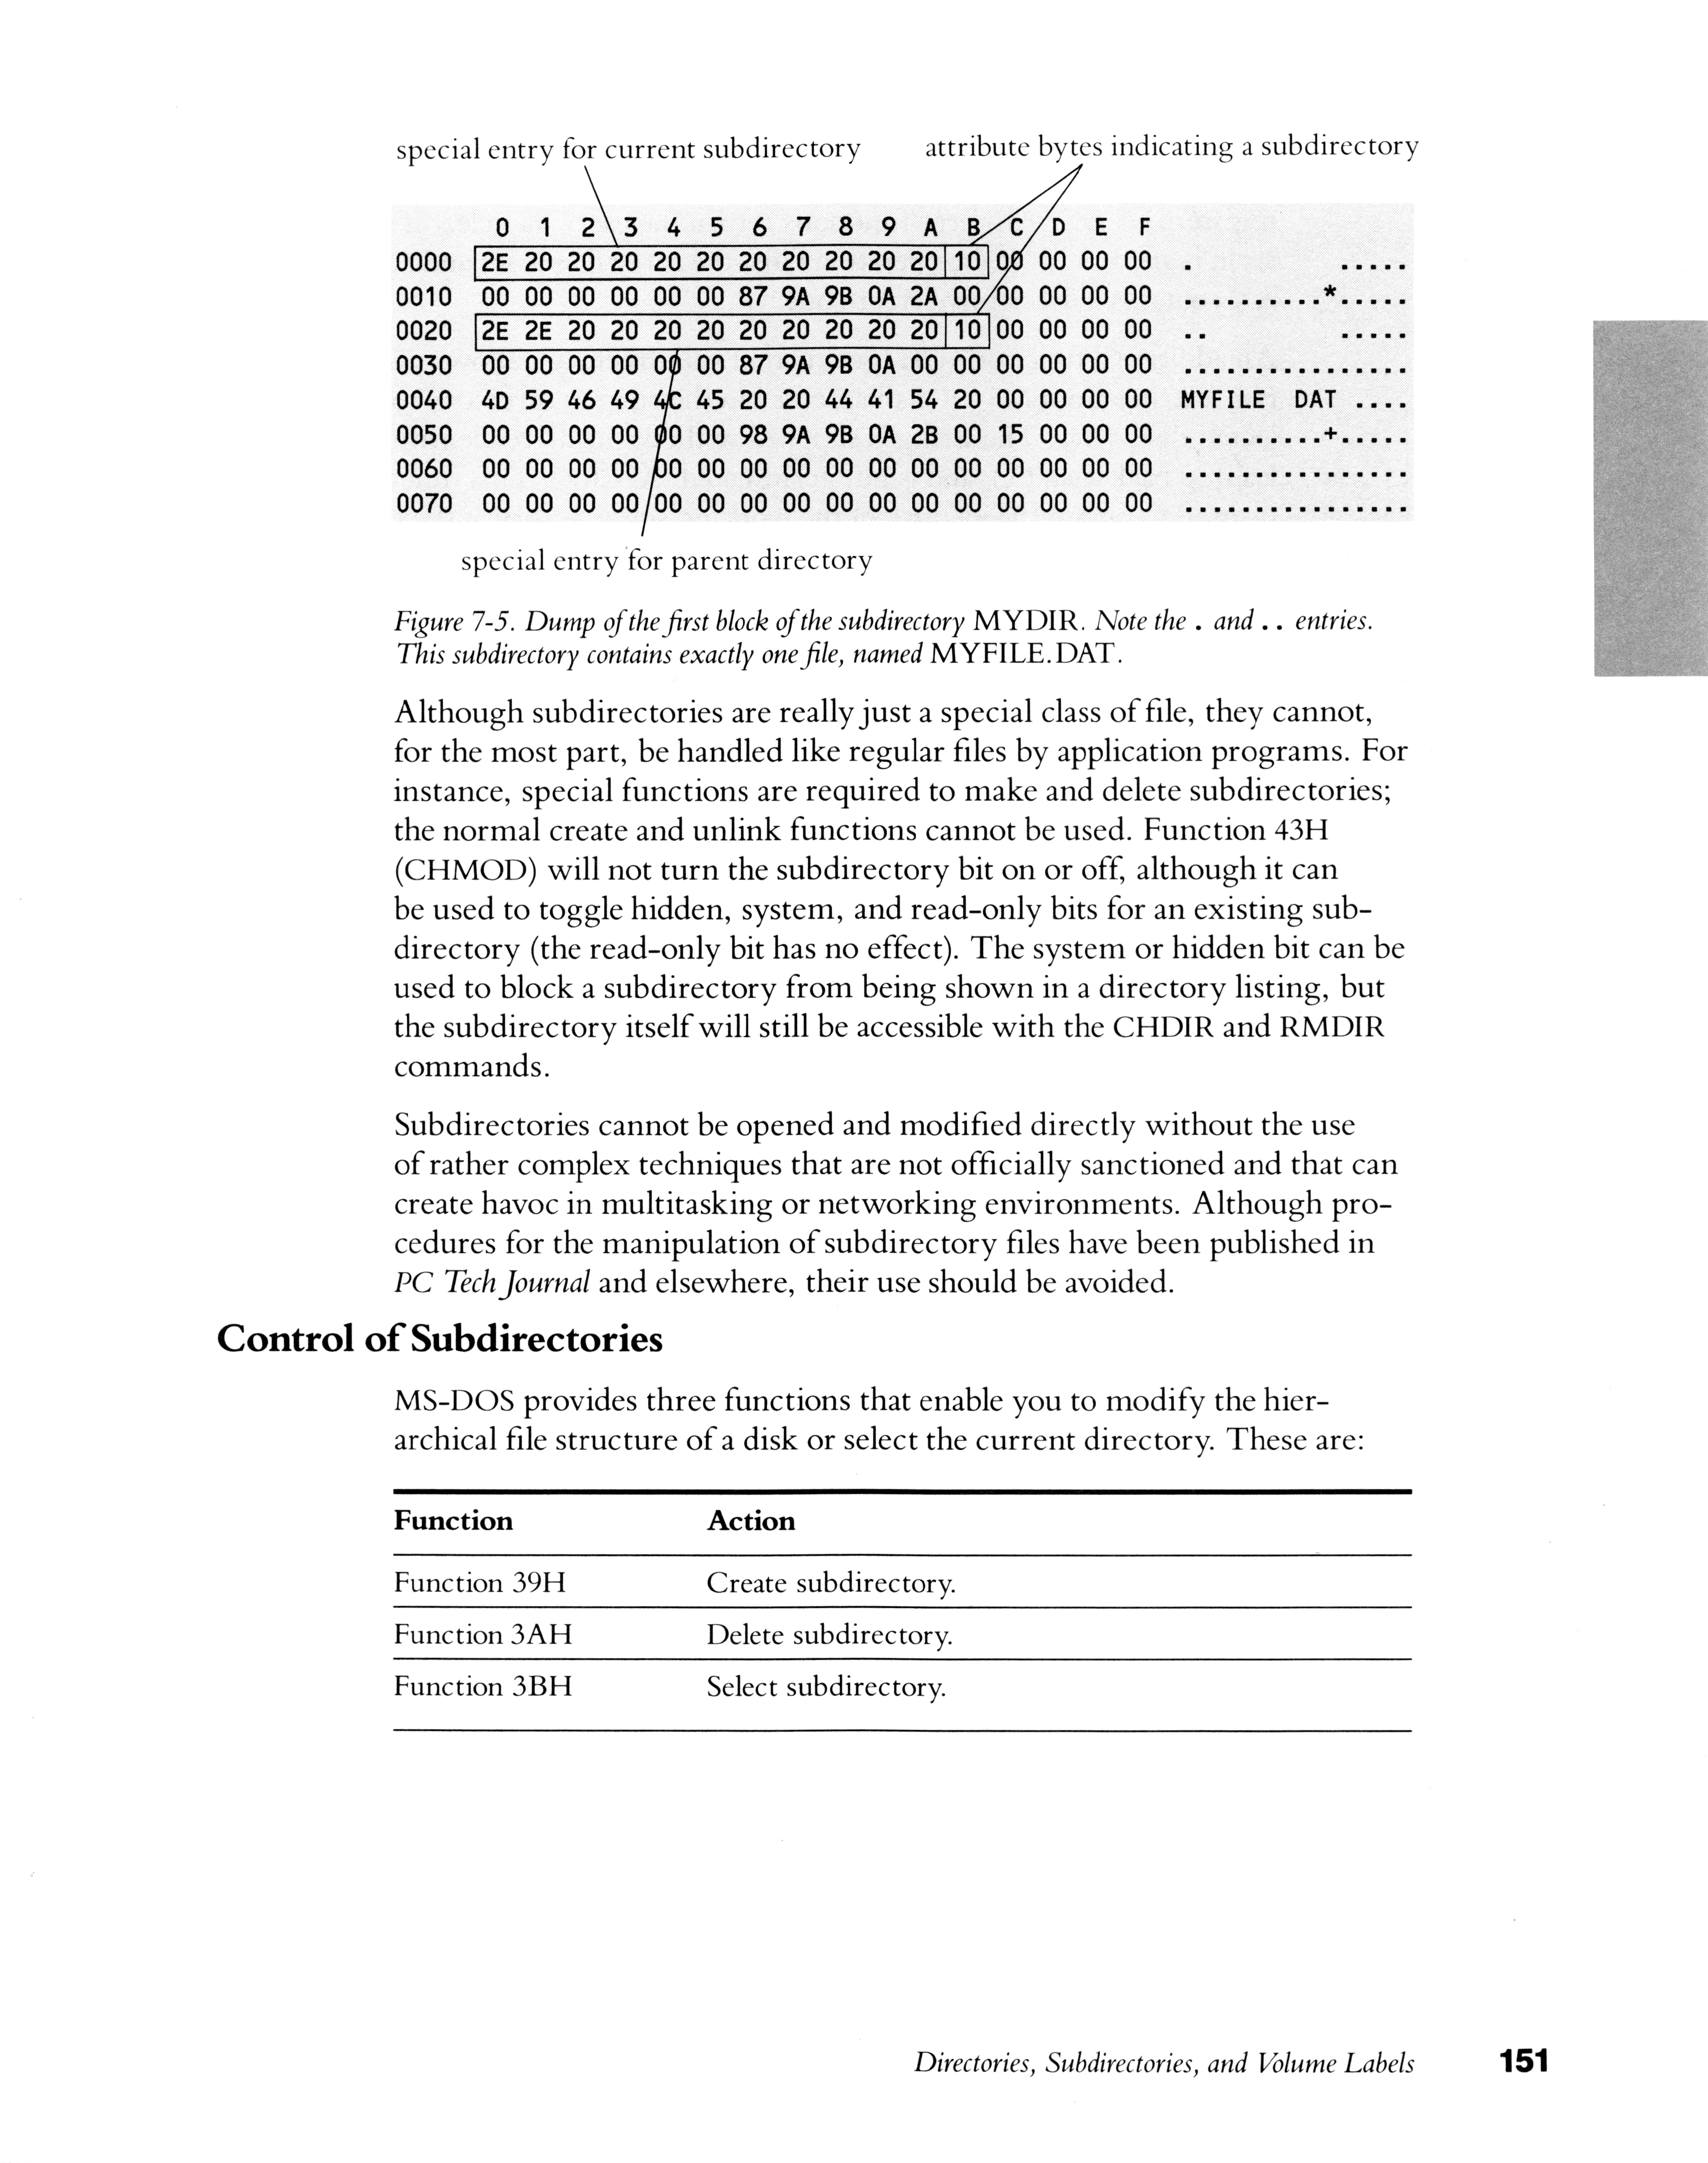 special entry for current subdirectory attribute bytes indicating a subdirectory
0 1 2 3 4 5 6 7 8 9 A B C D E F
0000 2E 20 20 20 20 20 20 20 20 20 20 10 00 00 00 00 . .....
0010 00 00 00 00 00 00 87 9A 9B 0A 2A 00 00 00 00 00 ..........*.....
0020 2E 2E 20 20 20 20 20 20 20 20 20 10 00 00 00 00 .. .....
0030 00 00 00 00 00 00 87 9A 9B 0A 00 00 00 00 00 00 ................
0040 4D 59 46 49 4C 45 20 20 44 41 54 20 00 00 00 00 MYFILE DAT ....
0050 00 00 00 00 00 00 98 9A 9B 0A 2B 00 15 00 00 00 ..........+.....
0060 00 00 00 00 00 00 00 00 00 00 00 00 00 00 00 00 ................
0070 00 00 00 00 00 00 00 00 00 00 00 00 00 00 00 00 ................
special entry for parent directory
Figure 7-5. Dump of the first block of the subdirectory MYDIR. Note the . and .. entries.
This subdirectory contains exactly one file, named MYFILE.DAT.
Although subdirectories are really just a special class of file, they cannot,
for the most part, be handled like regular files by application programs. For
instance, special functions are required to make and delete subdirectories;
the normal create and unlink functions cannot be used. Function 43H
(CHMOD) will not turn the subdirectory bit on or off, although it can
be used to toggle hidden, system, and read-only bits for an existing sub-
directory (the read-only bit has no effect). The system or hidden bit can be
used to block a subdirectory from being shown in a directory listing, but
the subdirectory itself will still be accessible with the CHDIR and RMDIR
commands.
Subdirectories cannot be opened and modified directly without the use
of rather complex techniques that are not officially sanctioned and that can
create havoc in multitasking or networking environments. Although pro-
cedures for the manipulation of subdirectory files have been published in
PC Tech Journal and elsewhere, their use should be avoided.
Control of Subdirectories
MS-DOS provides three functions that enable you to modify the hier-
archical file structure of a disk or select the current directory. These are:
Function Action
Function 39H Create subdirectory.
Function 3AH Delete subdirectory.
Function 3BH Select subdirectory.
Directories, Subdirectories, and Volume Labels 151